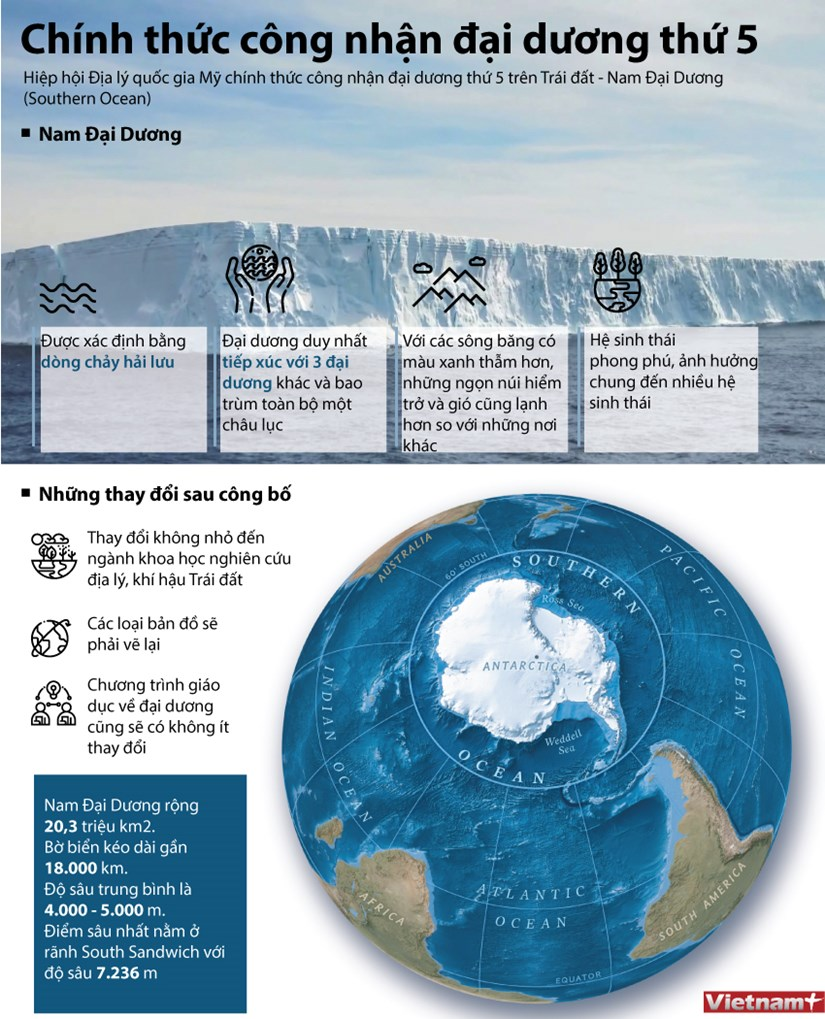 Chính thức công nhận đại dương thứ 5
Hiệp hội Địa lý quốc gia Mỹ chính thức công nhận đại dương thứ 5 trên Trái đất - Nam Đại Dương
(Southern Ocean)
Nam Đại Dương
Được xác định bằng
dòng chảy hải lưu
Đại dương duy nhất
tiếp xúc với 3 đại
dương khác và bao
trùm toàn bộ một
châu lục
Với các sông băng có
màu xanh thẫm hơn,
những ngọn núi hiểm
trở và gió cũng lạnh
hơn so với những nơi
khác
Hệ sinh thái
phong phú, ảnh hưởng
chung đến nhiều hệ
sinh thái
Những thay đổi sau công bố
Thay đổi không nhỏ đến
ngành khoa học nghiên cứu
địa lý, khí hậu Trái đất
Các loại bản đồ sẽ
phải vẽ lại
Chương trình giáo
dục về đại dương
cũng sẽ có không ít
thay đổi
Nam Đại Dương rộng
20,3 triệu km2.
Bờ biển kéo dài gần
18.000 km.
Độ sâu trung bình là
4.000 - 5.000 m.
Điểm sâu nhất nằm ở
rãnh South Sandwich với
độ sâu 7.236 m
AUSTRALIA
60° SOUTH
SOUTHERN
PACIFIC OCEAN
Ross Sea
ANTARCTICA
INDIAN OCEAN
Weddell
Sea
OCEAN
ATLANTIC
OCEAN
AFRICA
SOUTH AMERICA
EQUATOR
Vietnam+